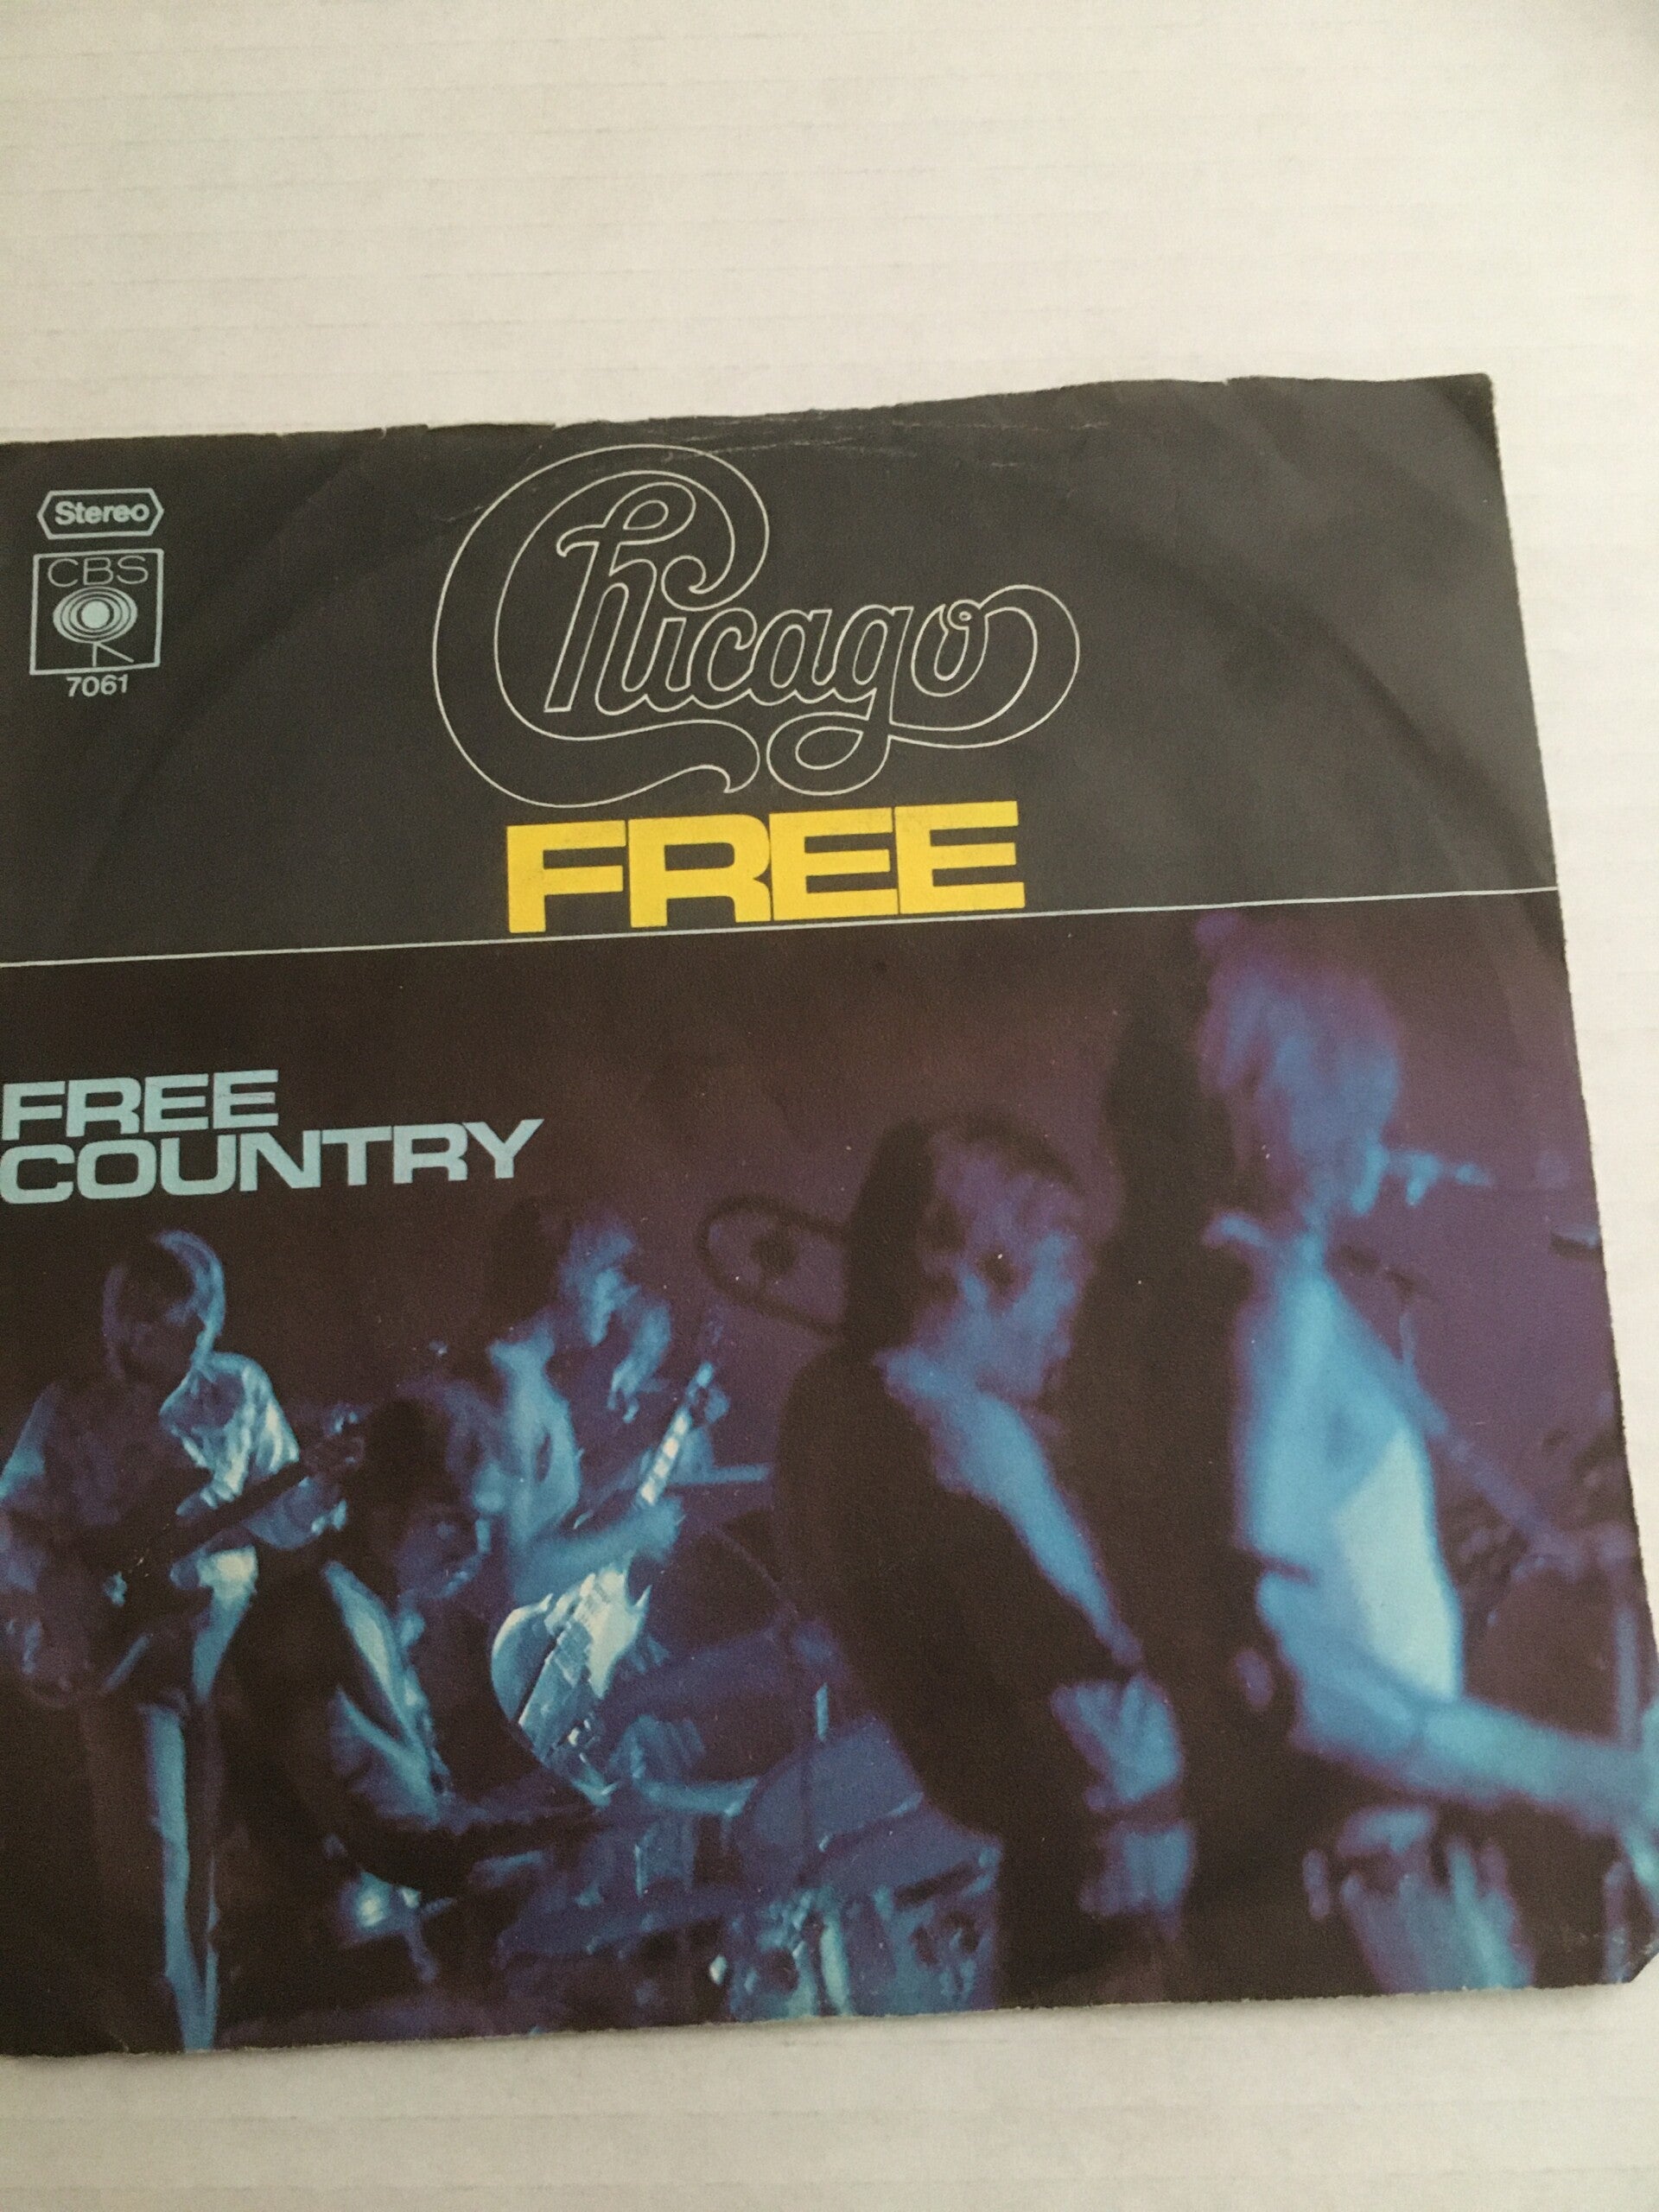 Stereo
CBS
7061
Chicago
FREE
FREE
COUNTRY